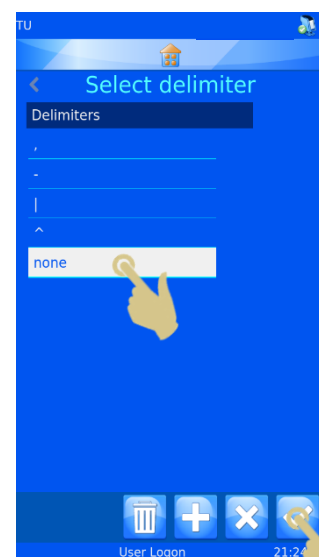 TU
Select delimiter
Delimiters
,
-
|
^
none
User Logon
21:24